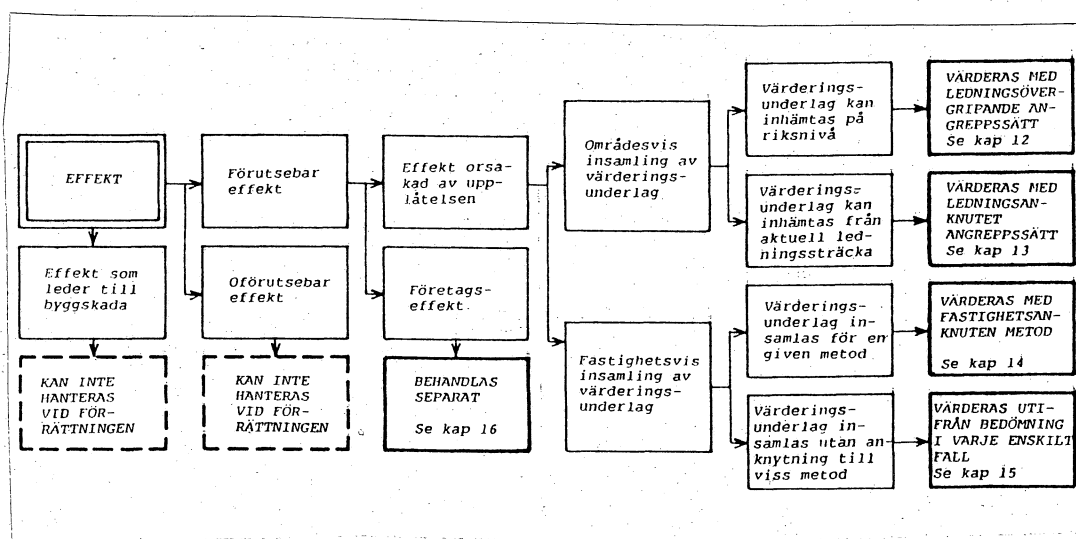 EFFEKT
Effekt som
leder till
byggskada
KAN INTE
HANTERAS
VID FÖR-
RÄTTNINGEN
Förutsebar
effekt
Oförutsebar
effekt
KAN INTE
HANTERAS
VID FÖR-
RÄTTNINGEN
Effekt orsa-
kad av upp-
låtelsen
Företags-
effekt
BEHANDLAS
SEPARAT
Se kap 16
Områdesvis
insamling av
värderings-
underlag
Fastighetsvis
insamling av
värderings-
underlag
Värderings-
underlag kan
inhämtas på
riksnivå
Värderings-
underlag kan
inhämtas från
aktuell led-
ningssträcka
Värderings-
underlag in-
samlas för en
given metod
Värderings-
underlag in-
samlas utan an-
knytning till
viss metod
VÄRDERAS MED
LEDNINGSÖVER-
GRIPANDE AN-
GREPPSSÄTT
Se kap 12
VÄRDERAS MED
LEDNINGSAN-
KNUTET
ANGREPPSSÄTT
Se kap 13
VÄRDERAS MED
FASTIGHETSAN-
KNUTEN METOD
Se kap 14
VÄRDERAS UTI-
FRÅN BEDÖMNING
I VARJE ENSKILT
FALL
Se kap 15